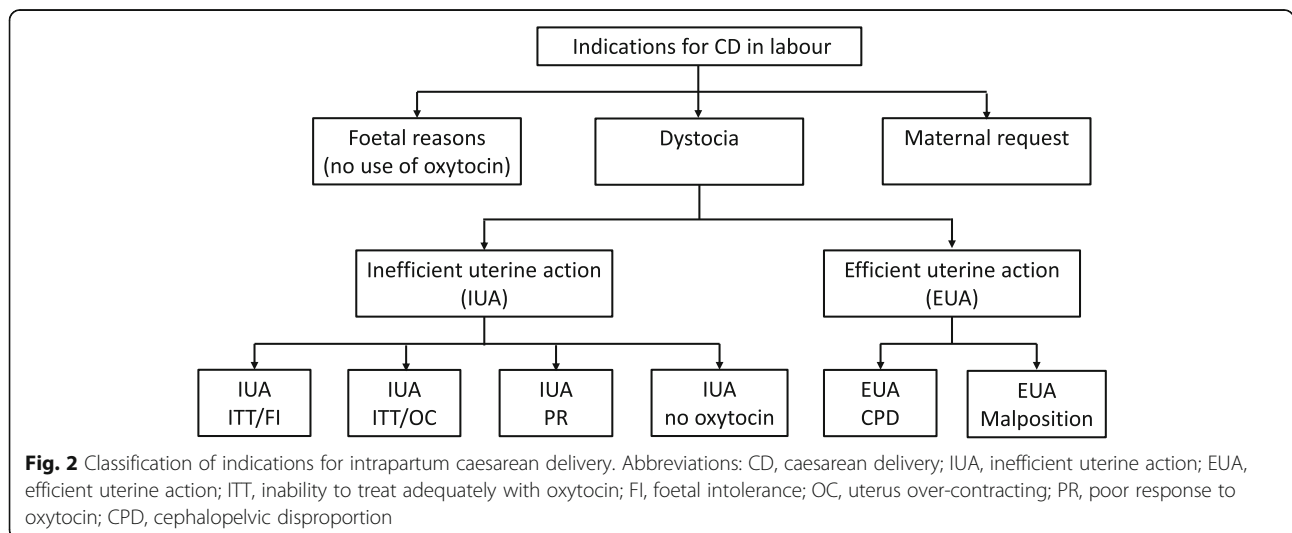 Indications for CD in labour
Foetal reasons
(no use of oxytocin)
Dystocia
Maternal request
Inefficient uterine action
(IUA)
Efficient uterine action
(EUA)
IUA
ITT/FI
IUA
ITT/OC
IUA
PR
IUA
no oxytocin
EUA
CPD
EUA
Malposition
Fig. 2 Classification of indications for intrapartum caesarean delivery. Abbreviations: CD, caesarean delivery; IUA, inefficient uterine action; EUA,
efficient uterine action; ITT, inability to treat adequately with oxytocin; FI, foetal intolerance; OC, uterus over-contracting; PR, poor response to
oxytocin; CPD, cephalopelvic disproportion